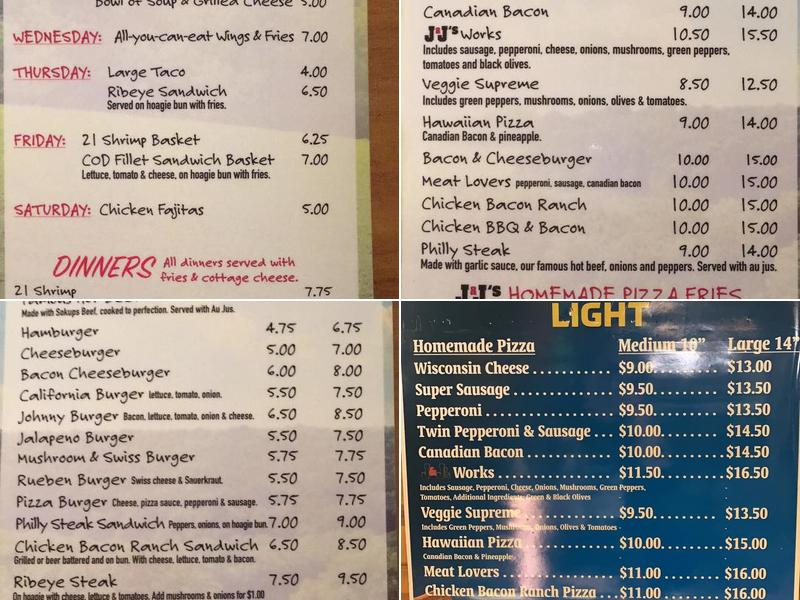 Bowl of Soup & Grilled Cheese 5.00
WEDNESDAY: All-you-can-eat Wings & Fries 7.00
THURSDAY: Large Taco 4.00
Ribeye Sandwich 6.50
Served on hoagie bun with fries.
FRIDAY: 21 Shrimp Basket 6.25
COD Fillet Sandwich Basket 7.00
Lettuce, tomato & cheese, on hoagie bun with fries.
SATURDAY: Chicken Fajitas 5.00
DINNERS All dinners served with
fries & cottage cheese.
21 Shrimp 7.75
Canadian Bacon 9.00 14.00
J&J'S Works 10.50 15.50
Includes sausage, pepperoni, cheese, onions, mushrooms, green peppers,
tomatoes and black olives.
Veggie Supreme 8.50 12.50
Includes green peppers, mushrooms, onions, olives & tomatoes.
Hawaiian Pizza 9.00 14.00
Canadian Bacon & pineapple.
Bacon & Cheeseburger 10.00 15.00
Meat Lovers pepperoni, sausage, canadian bacon 10.00 15.00
Chicken Bacon Ranch 10.00 15.00
Chicken BBQ & Bacon 10.00 15.00
Philly Steak 9.00 14.00
Made with garlic sauce, our famous hot beef, onions and peppers. Served with au jus.
J&J'S HOMEMADE PIZZA FRIES
Made with Sokups Beef, cooked to perfection. Served with Au Jus.
Hamburger 4.75 6.75
Cheeseburger 5.00 7.00
Bacon Cheeseburger 6.00 8.00
California Burger lettuce, tomato, onion. 5.50 7.50
Johnny Burger Bacon, lettuce, tomato, onion & cheese. 6.50 8.50
Jalapeno Burger 5.50 7.50
Mushroom & Swiss Burger 5.75 7.75
Rueben Burger Swiss cheese & Sauerkraut. 5.50 7.50
Pizza Burger Cheese, pizza sauce, pepperoni & sausage. 5.75 7.75
Philly Steak Sandwich Peppers, onions, on hoagie bun. 7.00 9.00
Chicken Bacon Ranch Sandwich 6.50 8.50
Grilled or beer battered and on bun. With cheese, lettuce, tomato & bacon.
Ribeye Steak 7.50 9.50
On hoagie with cheese, lettuce & tomatoes. Add mushrooms & onions for $1.00
LIGHT
Homemade Pizza Medium 10" Large 14"
Wisconsin Cheese $9.00 $13.00
Super Sausage $9.50 $13.50
Pepperoni $9.50 $13.50
Twin Pepperoni & Sausage $10.00 $14.50
Canadian Bacon $10.00 $14.50
Works $11.50 $16.50
Includes Sausage, Pepperoni, Cheese, Onions, Mushrooms, Green Peppers,
Tomatoes, Additional Ingredients, Green & Black Olives
Veggie Supreme $9.50 $13.50
Includes Green Peppers, Mushrooms, Onions, Olives & Tomatoes
Hawaiian Pizza $10.00 $15.00
Canadian Bacon & Pineapple
Meat Lovers $11.00 $16.00
Chicken Bacon Ranch Pizza $11.00 $16.00